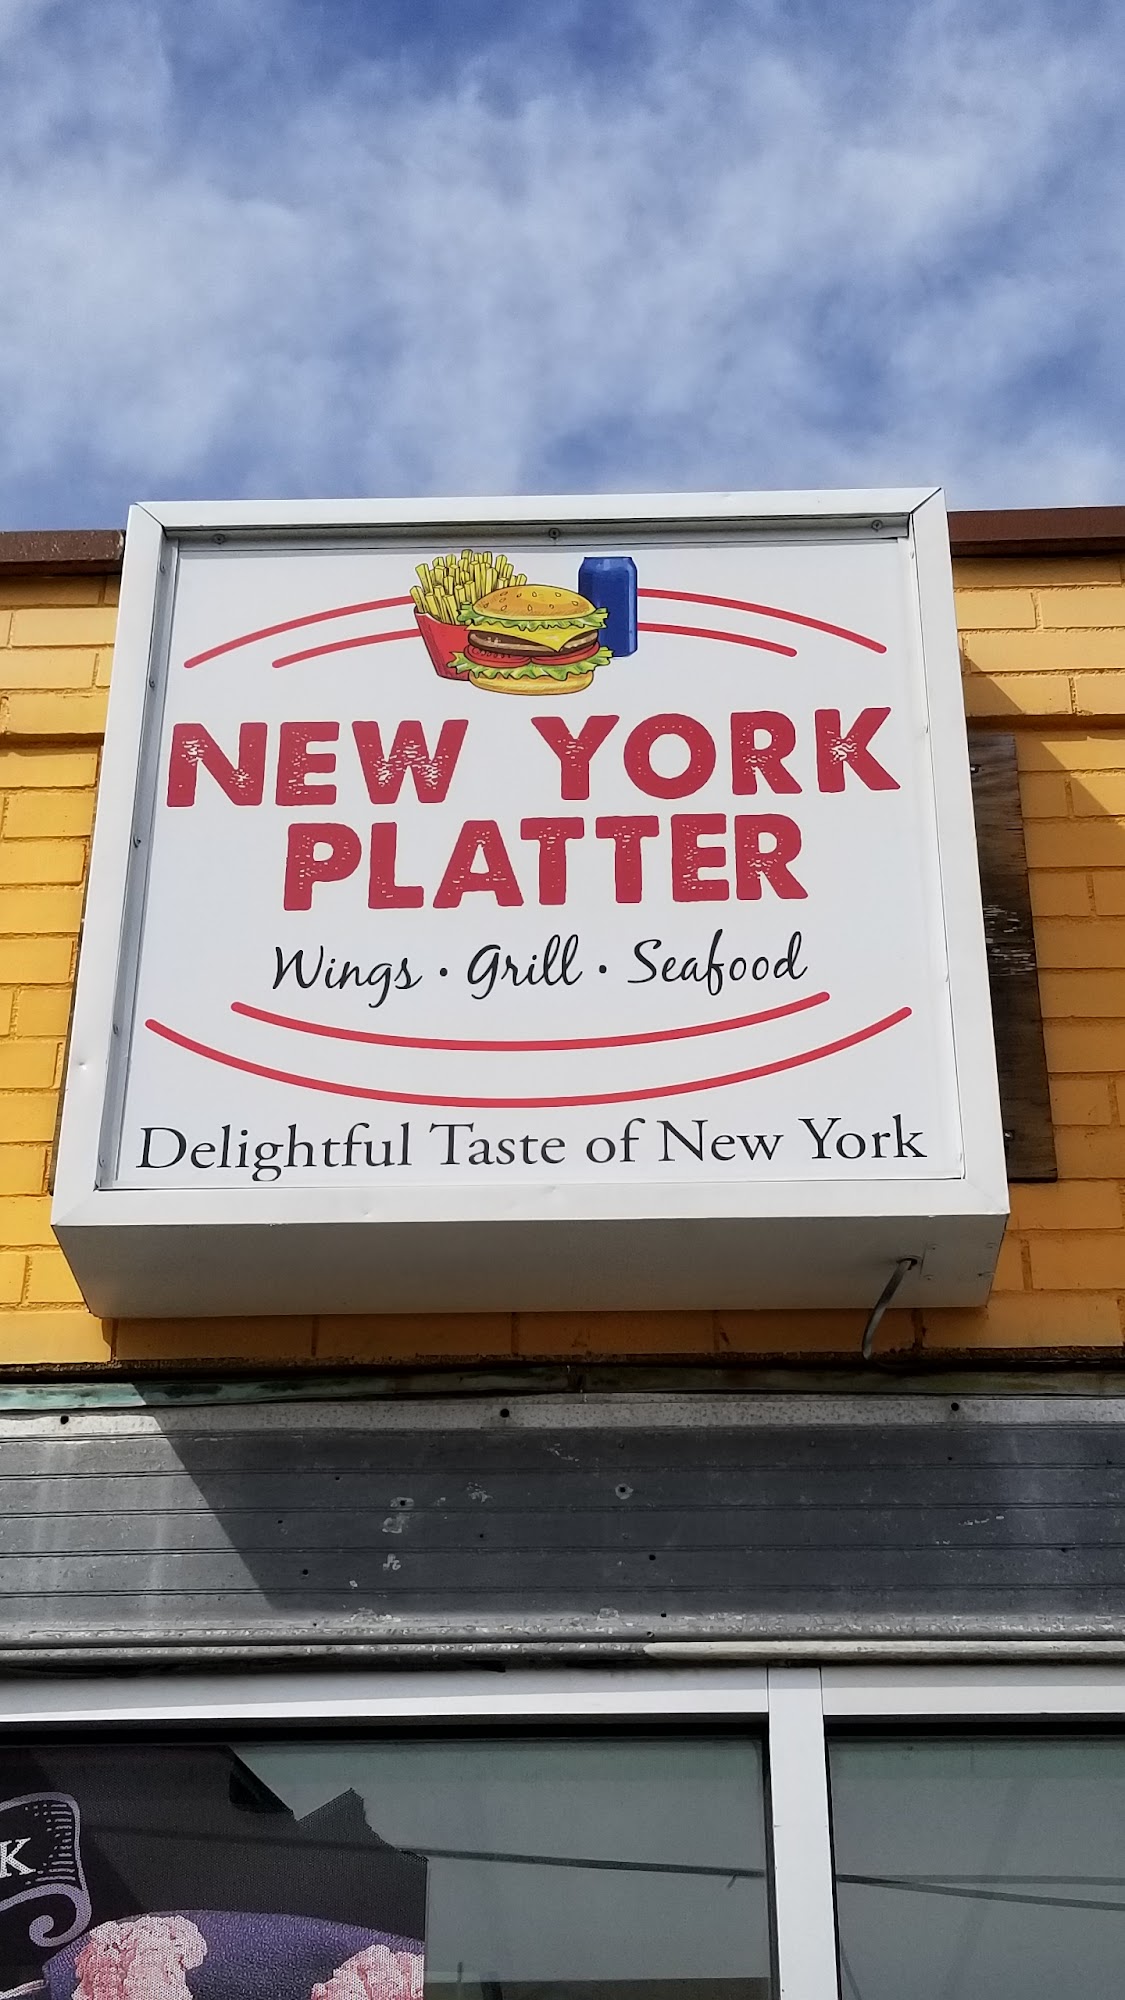 NEW YORK
PLATTER
Wings · Grill · Seafood
Delightful Taste of New York
K